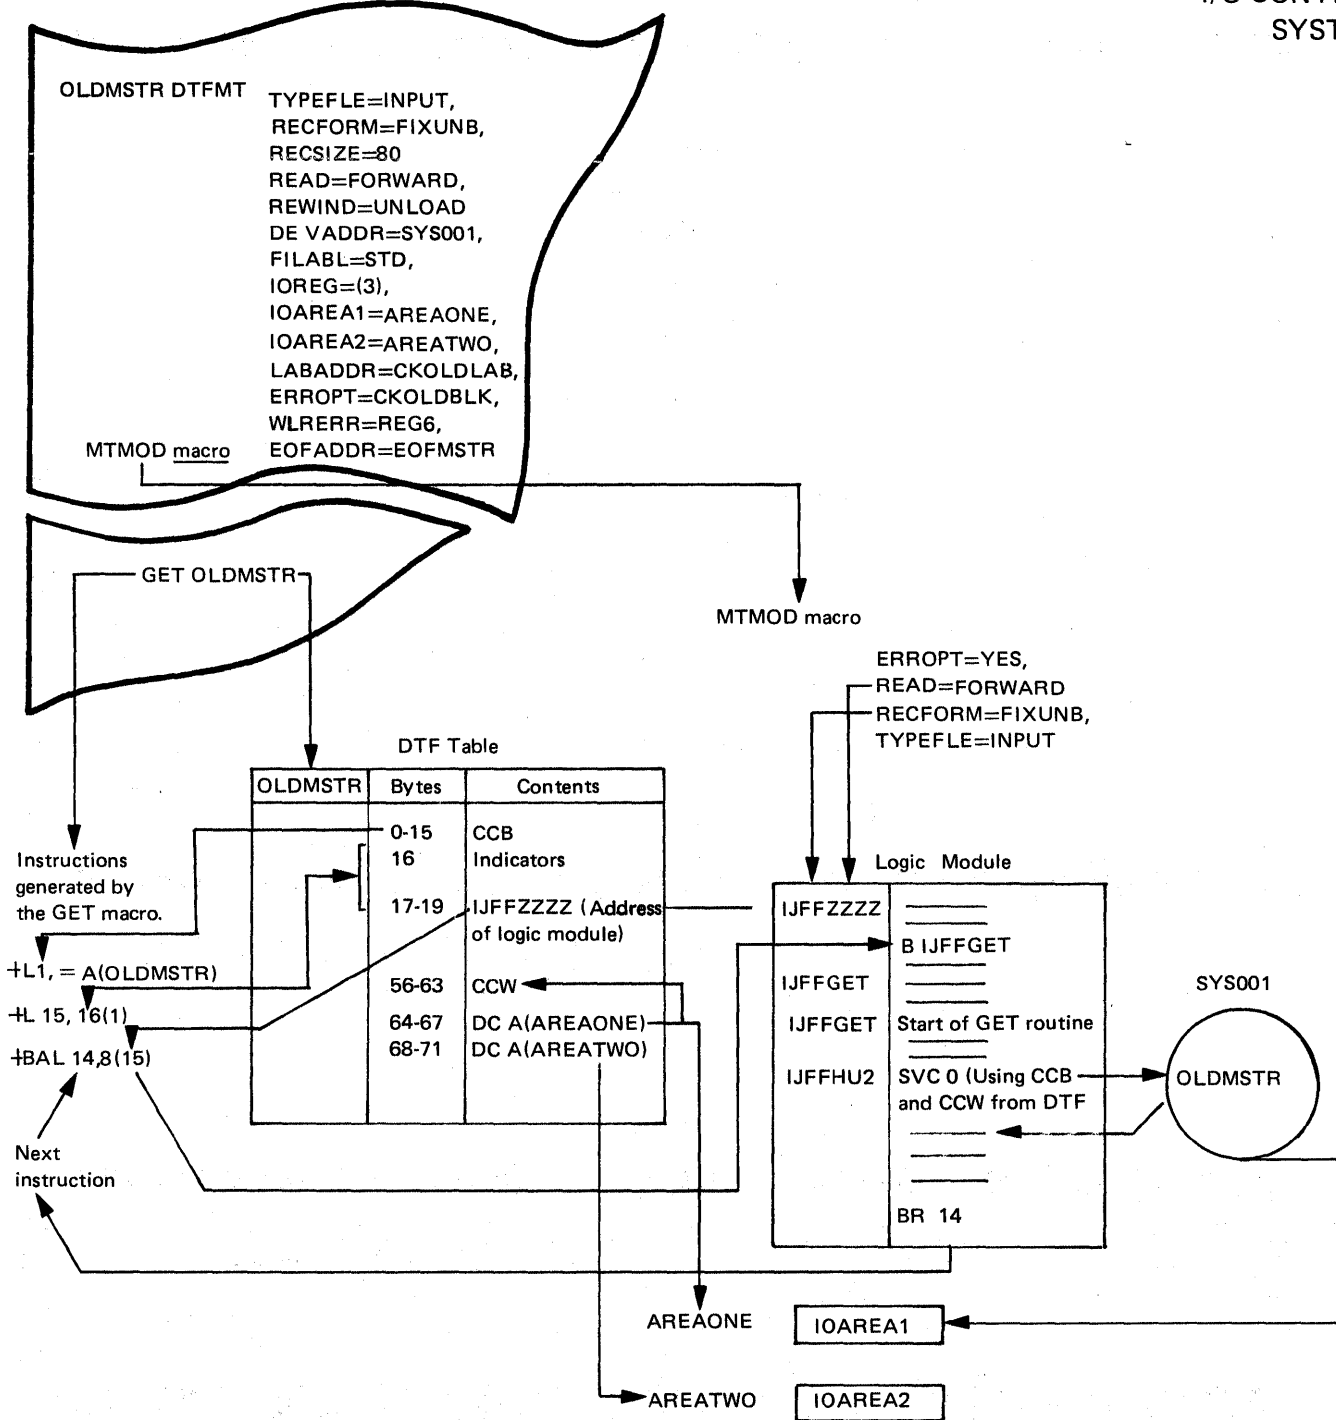 SYST
OLDMSTR DTFMT
TYPEFLE=INPUT,
RECFORM=FIXUNB,
RECSIZE=80
READ=FORWARD,
REWIND=UNLOAD
DE VADDR=SYS001,
FILABL=STD,
IOREG=(3),
IOAREA1=AREAONE,
IOAREA2=AREATWO,
LABADDR=CKOLDLAB,
ERROPT=CKOLDBLK,
WLRERR=REG6,
MTMOD macro EOFADDR=EOFMSTR
GET OLDMSTR
MTMOD macro
ERROPT=YES,
READ=FORWARD
RECFORM=FIXUNB,
TYPEFLE=INPUT
DTF Table
OLDMSTR Bytes Contents
0-15 CCB
16 Indicators
17-19 IJFFZZZZ (Address
of logic module)
56-63 CCW
64-67 DC A(AREAONE)
68-71 DC A(AREATWO)
Instructions
generated by
the GET macro.
+L1, = A(OLDMSTR)
+L 15, 16(1)
+BAL 14,8(15)
Next
instruction
Logic Module
IJFFZZZZ
B IJFFGET
IJFFGET
IJFFGET Start of GET routine
IJFFHU2 SVC 0 (Using CCB
and CCW from DTF
BR 14
SYS001
OLDMSTR
AREAONE IOAREA1
AREATWO IOAREA2